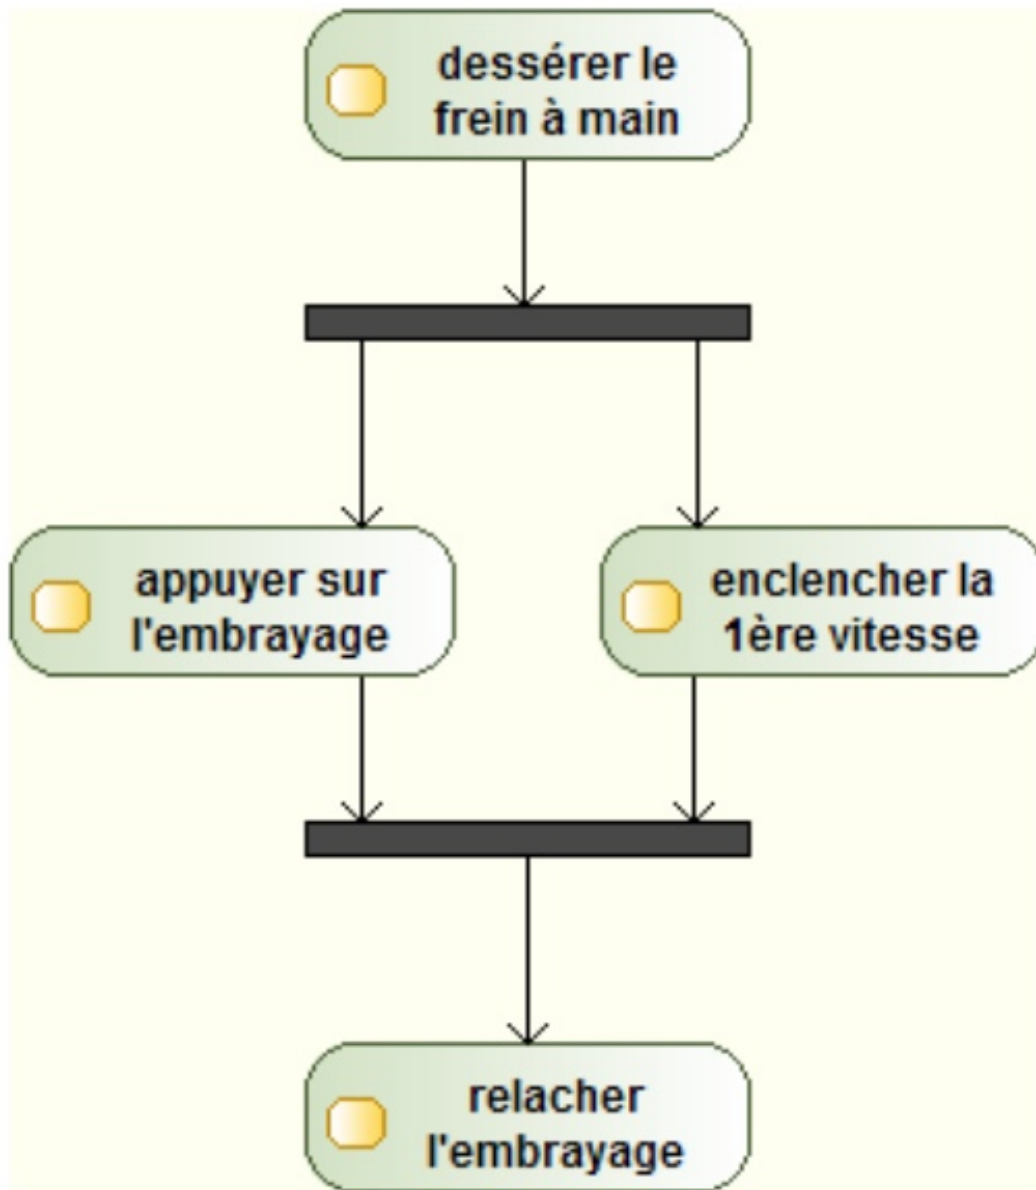 dessérer le
frein à main
appuyer sur
l'embrayage
enclencher la
1ère vitesse
relacher
l'embrayage